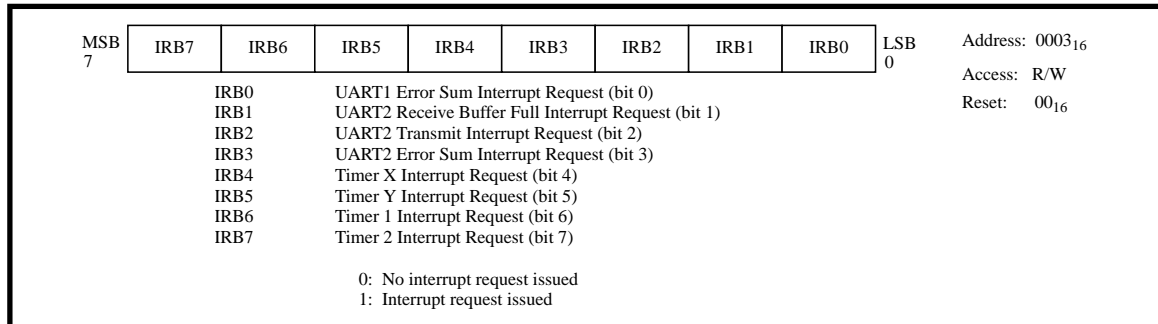 MSB 7 IRB7 IRB6 IRB5 IRB4 IRB3 IRB2 IRB1 IRB0 LSB 0
Address: 0003₁₆
Access: R/W
Reset: 00₁₆
IRB0 UART1 Error Sum Interrupt Request (bit 0)
IRB1 UART2 Receive Buffer Full Interrupt Request (bit 1)
IRB2 UART2 Transmit Interrupt Request (bit 2)
IRB3 UART2 Error Sum Interrupt Request (bit 3)
IRB4 Timer X Interrupt Request (bit 4)
IRB5 Timer Y Interrupt Request (bit 5)
IRB6 Timer 1 Interrupt Request (bit 6)
IRB7 Timer 2 Interrupt Request (bit 7)
0: No interrupt request issued
1: Interrupt request issued